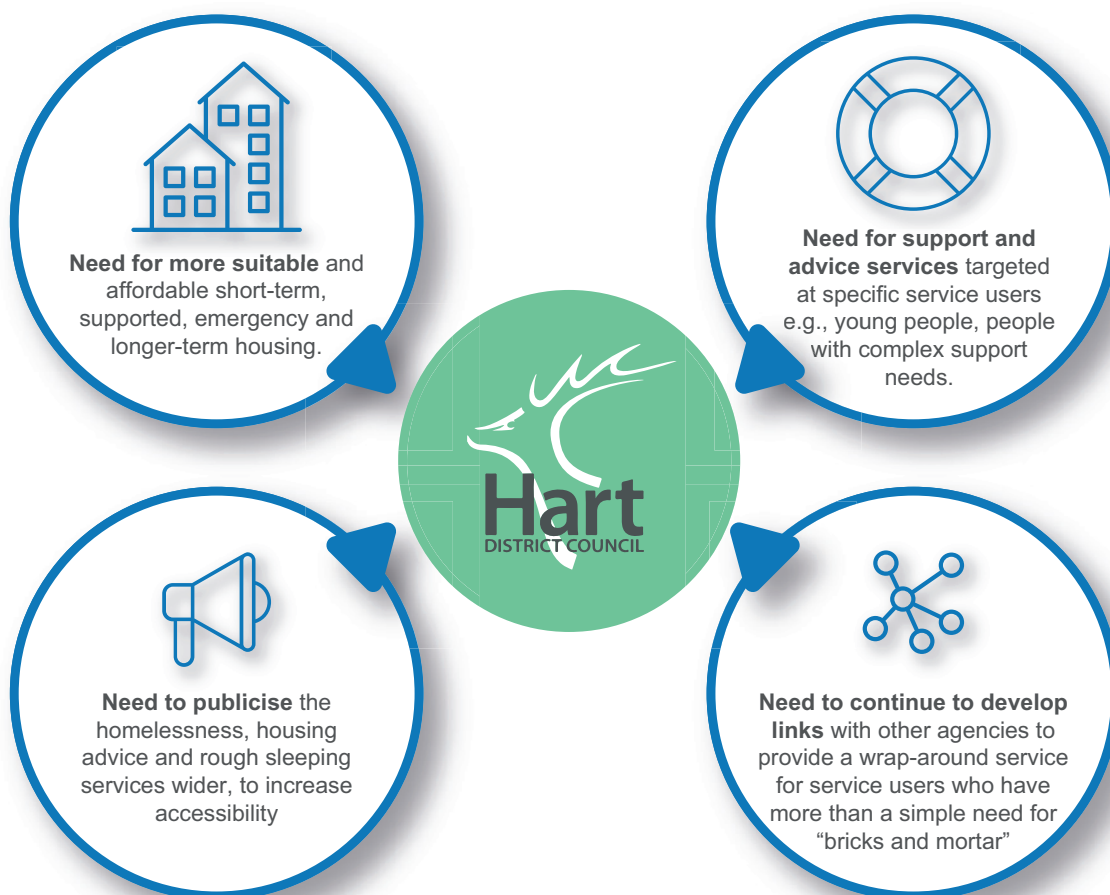 Need for more suitable and
affordable short-term,
supported, emergency and
longer-term housing.
Need for support and
advice services targeted
at specific service users
e.g., young people, people
with complex support
needs.
Hart
DISTRICT COUNCIL
Need to publicise the
homelessness, housing
advice and rough sleeping
services wider, to increase
accessibility
Need to continue to develop
links with other agencies to
provide a wrap-around service
for service users who have
more than a simple need for
“bricks and mortar”